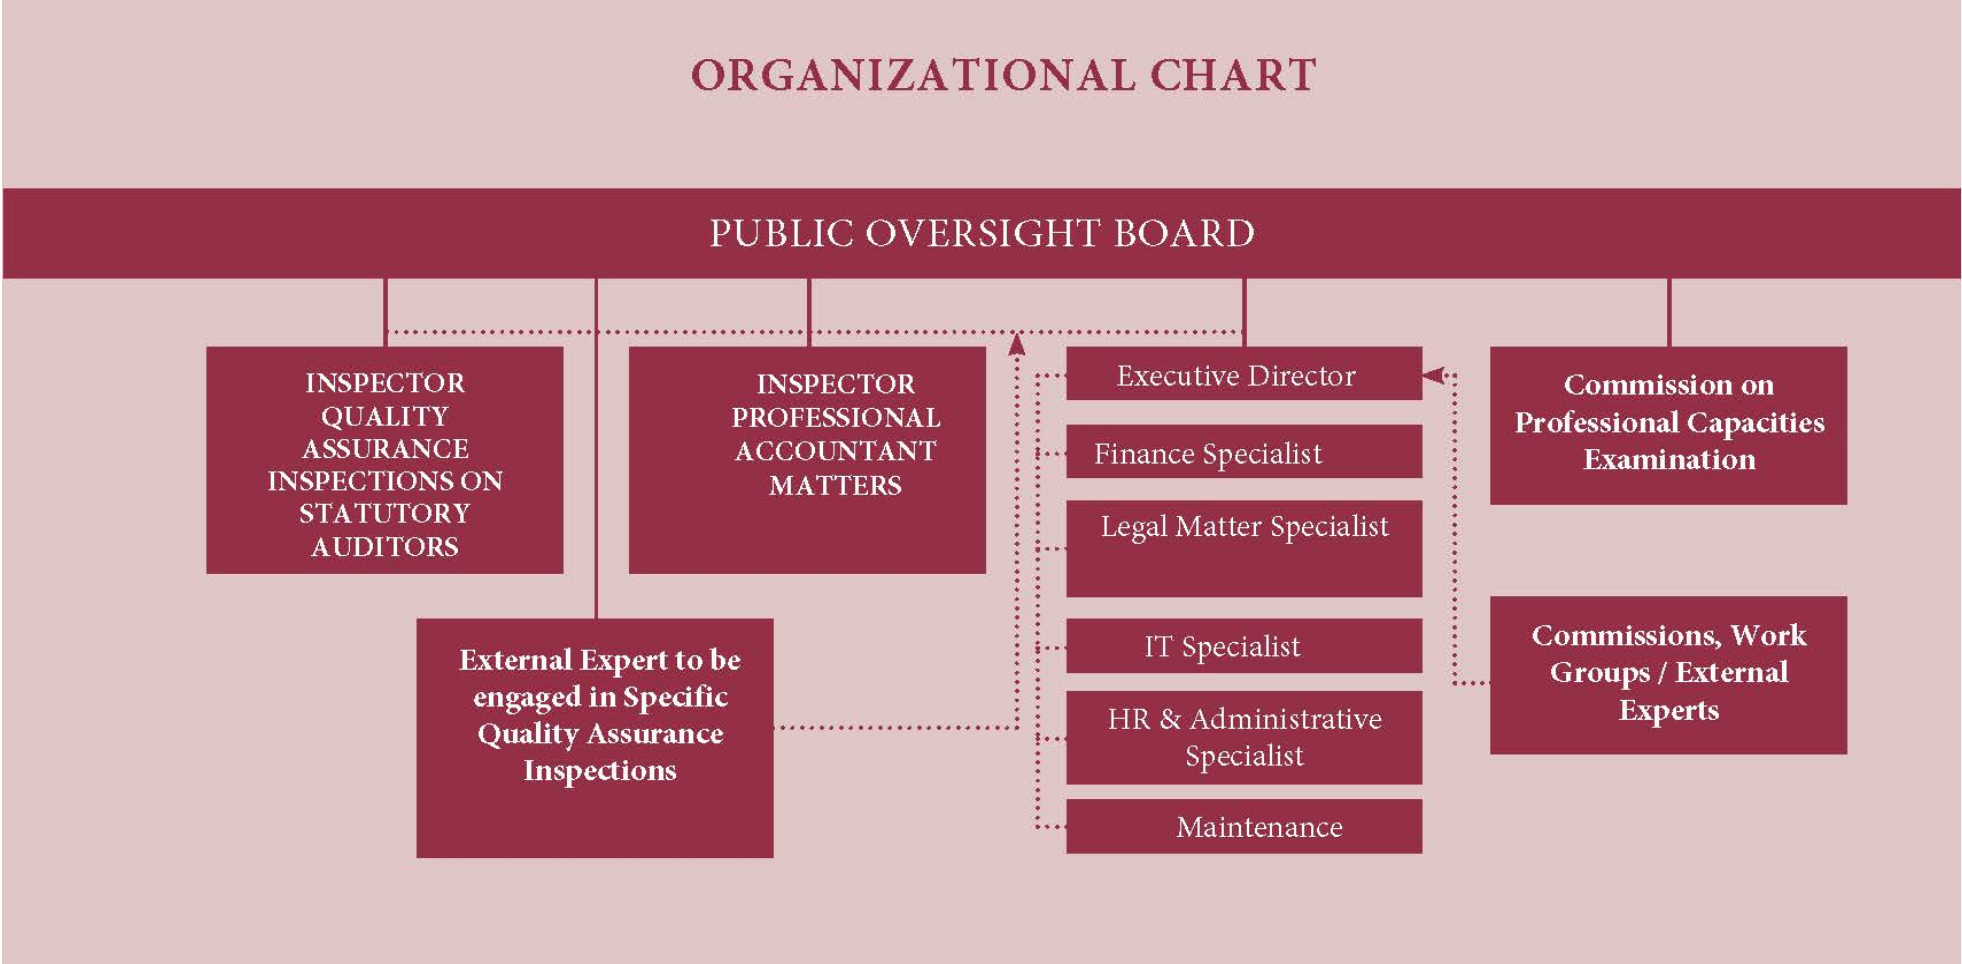 ORGANIZATIONAL CHART
PUBLIC OVERSIGHT BOARD
INSPECTOR
QUALITY
ASSURANCE
INSPECTIONS ON
STATUTORY
AUDITORS
INSPECTOR
PROFESSIONAL
ACCOUNTANT
MATTERS
External Expert to be
engaged in Specific
Quality Assurance
Inspections
Executive Director
Finance Specialist
Legal Matter Specialist
IT Specialist
HR & Administrative
Specialist
Maintenance
Commission on
Professional Capacities
Examination
Commissions, Work
Groups / External
Experts